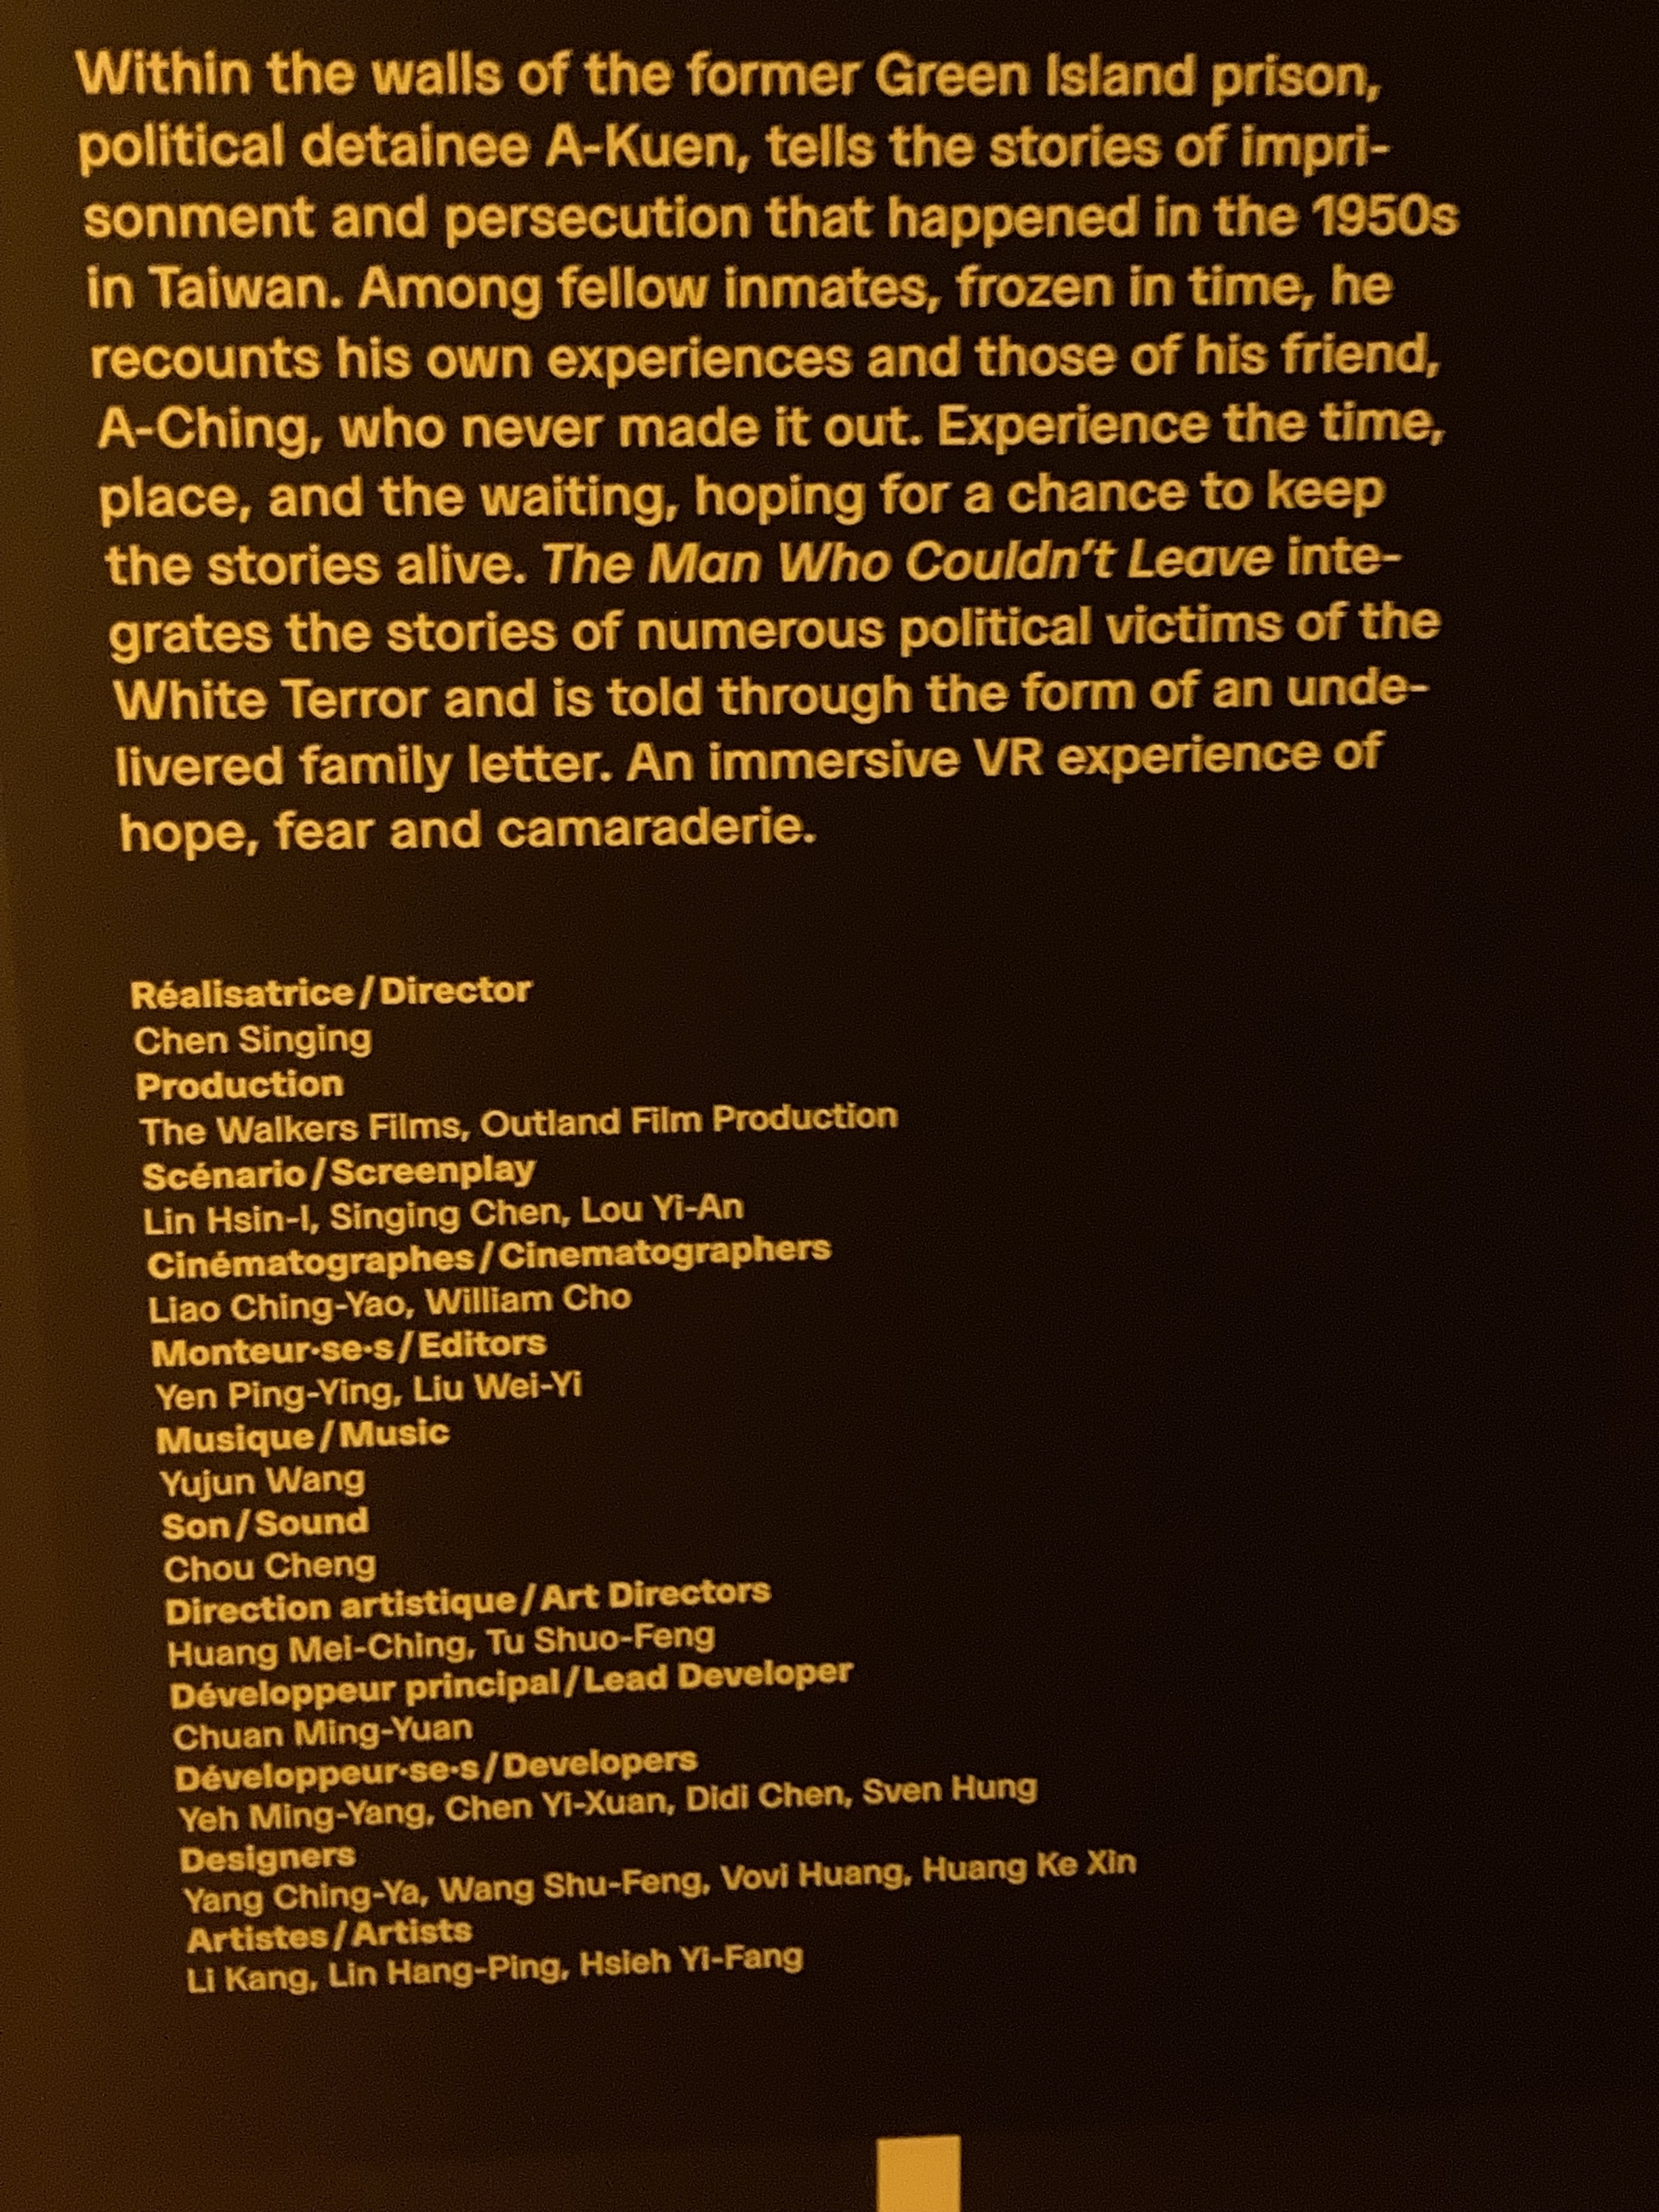 Within the walls of the former Green Island prison,
political detainee A-Kuen, tells the stories of impri-
sonment and persecution that happened in the 1950s
in Taiwan. Among fellow inmates, frozen in time, he
recounts his own experiences and those of his friend,
A-Ching, who never made it out. Experience the time,
place, and the waiting, hoping for a chance to keep
the stories alive. The Man Who Couldn't Leave inte-
grates the stories of numerous political victims of the
White Terror and is told through the form of an unde-
livered family letter. An immersive VR experience of
hope, fear and camaraderie.
Réalisatrice/Director
Chen Singing
Production
The Walkers Films, Outland Film Production
Scénario/Screenplay
Lin Hsin-I, Singing Chen, Lou Yi-An
Cinématographes/Cinematographers
Liao Ching-Yao, William Cho
Monteur·se·s/Editors
Yen Ping-Ying, Liu Wei-Yi
Musique/Music
Yujun Wang
Son/Sound
Chou Cheng
Direction artistique/Art Directors
Huang Mei-Ching, Tu Shuo-Feng
Développeur principal/Lead Developer
Chuan Ming-Yuan
Développeur·se·s/Developers
Yeh Ming-Yang, Chen Yi-Xuan, Didi Chen, Sven Hung
Designers
Yang Ching-Ya, Wang Shu-Feng, Vovi Huang, Huang Ke Xin
Artistes/Artists
Li Kang, Lin Hang-Ping, Hsieh Yi-Fang